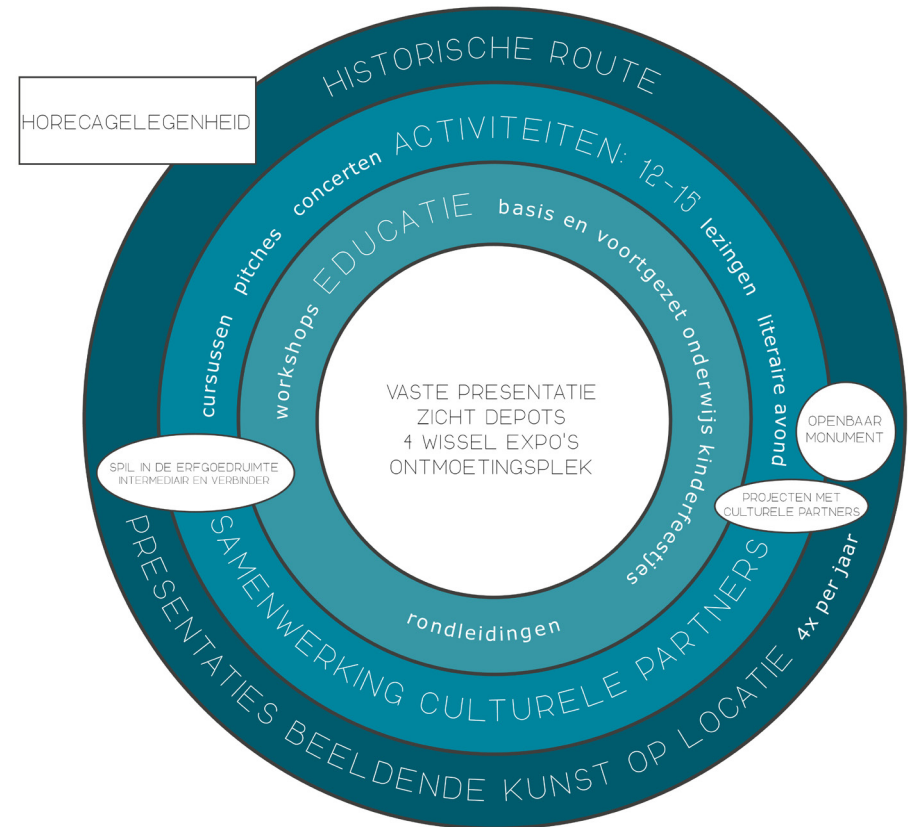 HISTORISCHE ROUTE
HORECAGELEGENHEID
ACTIVITEITEN: 12-15
lezingen
literaire avond
concerten
pitches
cursussen
EDUCATIE
basis en voortgezet onderwijs
kinderfeestjes
workshops
rondleidingen
VASTE PRESENTATIE
ZICHT DEPOTS
4 WISSEL EXPO'S
ONTMOETINGSPLEK
OPENBAAR
MONUMENT
SPIL IN DE ERFGOEDRUIMTE
INTERMEDIAIR EN VERBINDER
PROJECTEN MET
CULTURELE PARTNERS
SAMENWERKING CULTURELE PARTNERS
PRESENTATIES BEELDENDE KUNST OP LOCATIE 4x per jaar